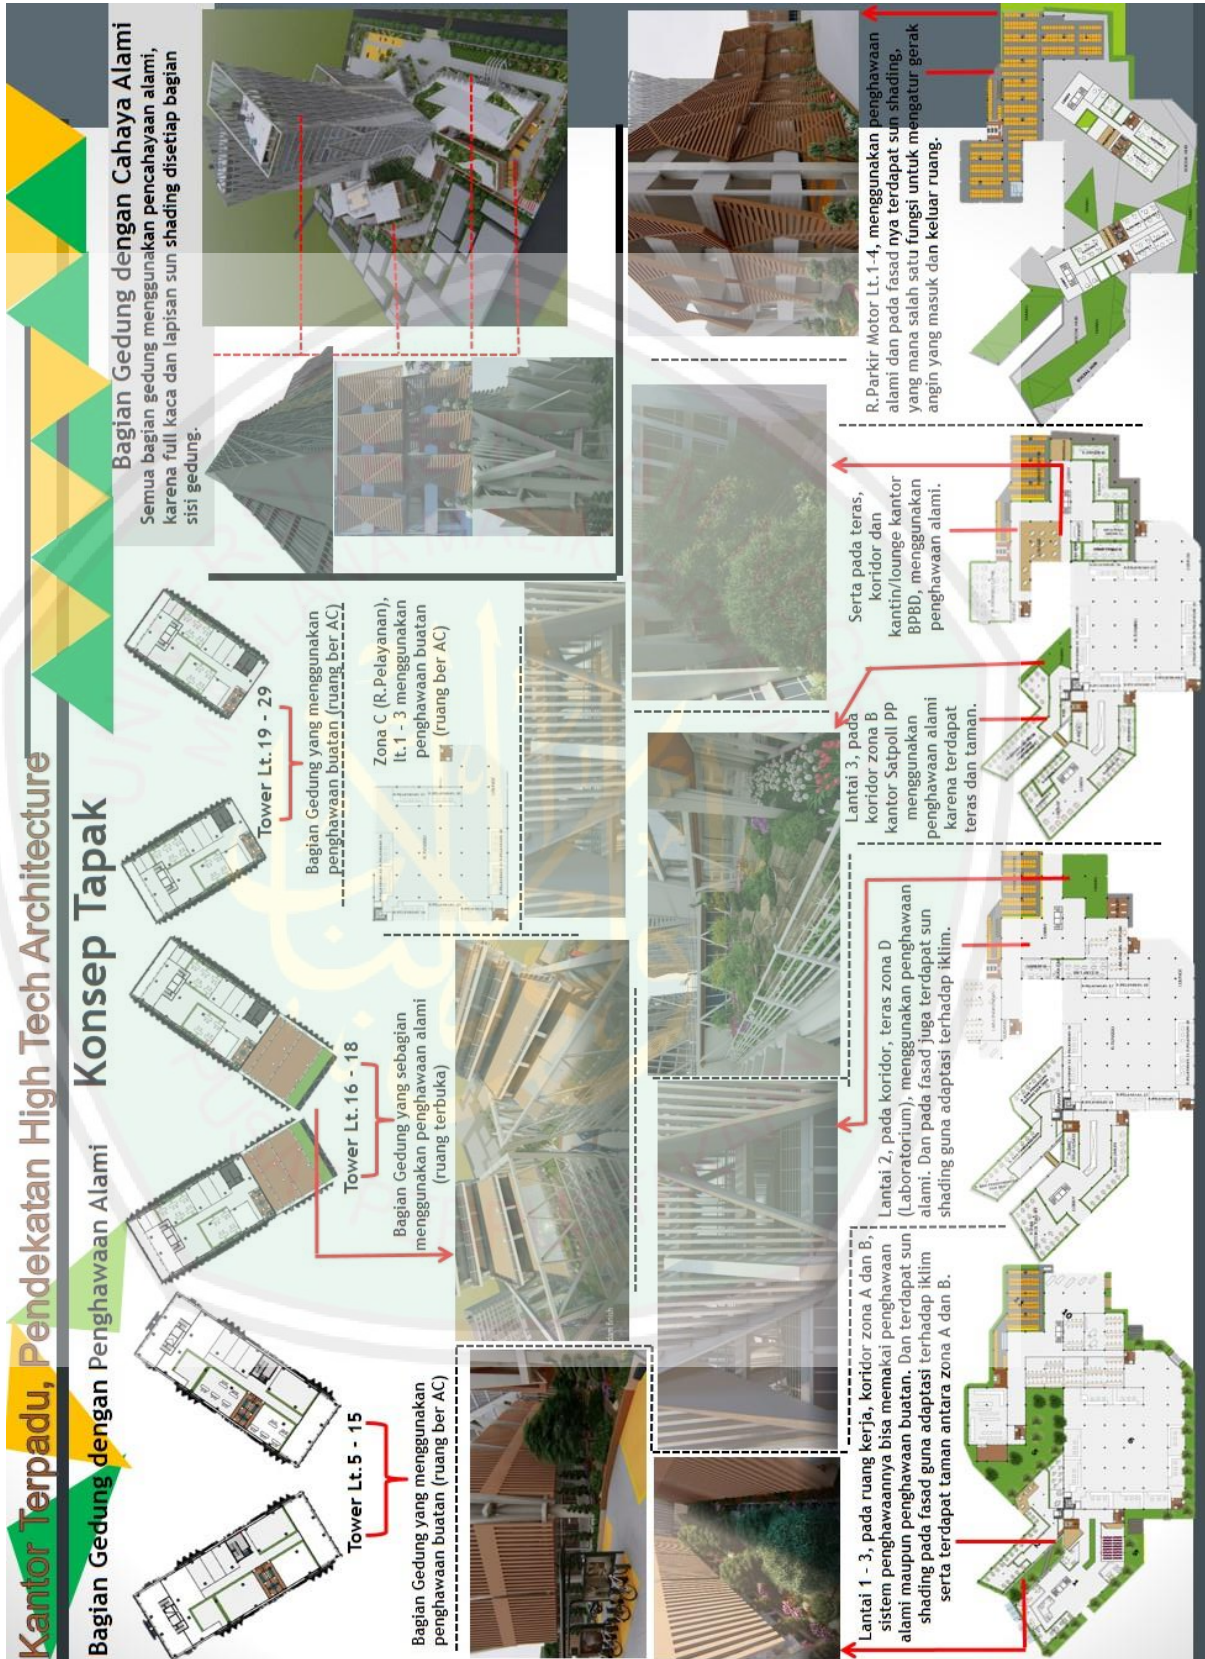 Kantor Terpadu, Pendekatan High Tech Architecture
Konsep Tapak
Bagian Gedung dengan Penghawaan Alami
Tower Lt.5 - 15
Bagian Gedung yang menggunakan
penghawaan buatan (ruang ber AC)
Tower Lt.16 - 18
Bagian Gedung yang sebagian
menggunakan penghawaan alami
(ruang terbuka)
Tower Lt.19 - 29
Bagian Gedung yang menggunakan
penghawaan buatan (ruang ber AC)
Zona C (R.Pelayanan),
lt.1 - 3 menggunakan
penghawaan buatan
(ruang ber AC)
Bagian Gedung dengan Cahaya Alami
Semua bagian gedung menggunakan pencahayaan alami,
karena full kaca dan lapisan sun shading disetiap bagian
sisi gedung.
Lantai 1 - 3, pada ruang kerja, koridor zona A dan B,
sistem penghawaannya bisa memakai penghawaan
alami maupun penghawaan buatan. Dan terdapat sun
shading pada fasad guna adaptasi terhadap iklim
serta terdapat taman antara zona A dan B.
Lantai 2, pada koridor, teras zona D
(Laboratorium), menggunakan penghawaan
alami. Dan pada fasad juga terdapat sun
shading guna adaptasi terhadap iklim.
Lantai 3, pada
koridor zona B
kantor Satpoll PP
menggunakan
penghawaan alami
karena terdapat
teras dan taman.
Serta pada teras,
koridor dan
kantin/lounge kantor
BPBD, menggunakan
penghawaan alami.
R.Parkir Motor Lt.1-4, menggunakan penghawaan
alami dan pada fasad nya terdapat sun shading,
yang mana salah satu fungsi untuk mengatur gerak
angin yang masuk dan keluar ruang.